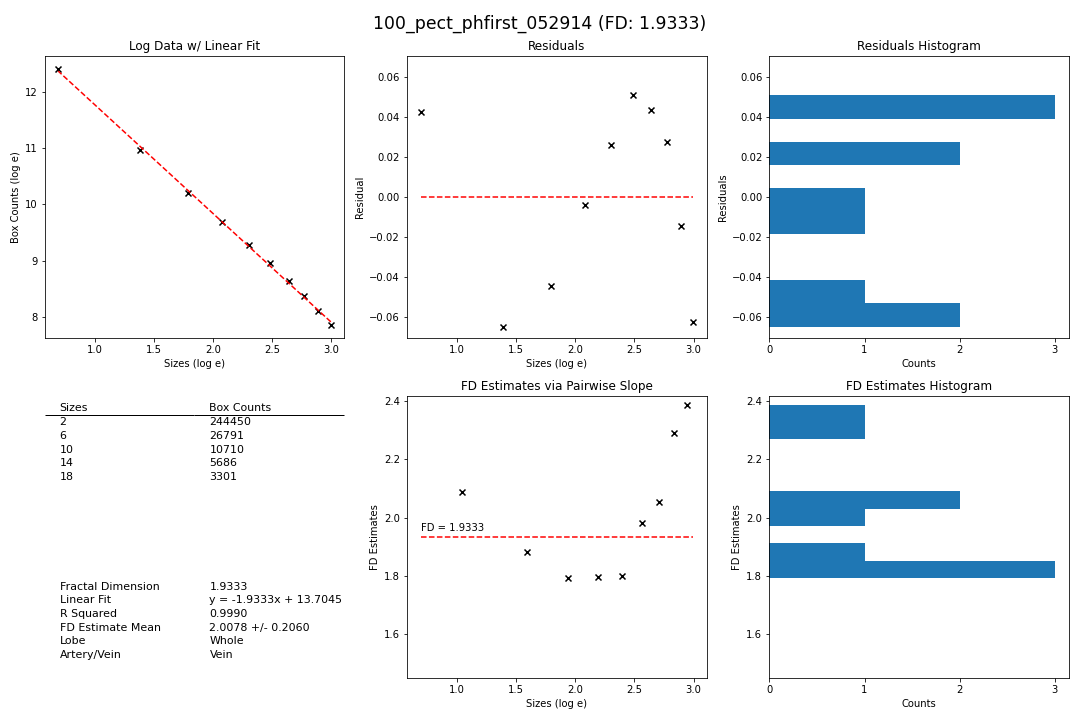 100_pect_phfirst_052914 (FD: 1.9333)
Log Data w/ Linear Fit
Box Counts (log e)
12
11
10
9
8
1.0 1.5 2.0 2.5 3.0
Sizes (log e)
Residuals
Residual
0.06
0.04
0.02
0.00
−0.02
−0.04
−0.06
1.0 1.5 2.0 2.5 3.0
Sizes (log e)
Residuals Histogram
Residuals
0.06
0.04
0.02
0.00
−0.02
−0.04
−0.06
0 1 2 3
Counts
Sizes Box Counts
2 244450
6 26791
10 10710
14 5686
18 3301
Fractal Dimension 1.9333
Linear Fit y = -1.9333x + 13.7045
R Squared 0.9990
FD Estimate Mean 2.0078 +/- 0.2060
Lobe Whole
Artery/Vein Vein
FD Estimates via Pairwise Slope
FD Estimates
2.4
2.2
2.0
1.8
1.6
FD = 1.9333
1.0 1.5 2.0 2.5 3.0
Sizes (log e)
FD Estimates Histogram
FD Estimates
2.4
2.2
2.0
1.8
1.6
0 1 2 3
Counts